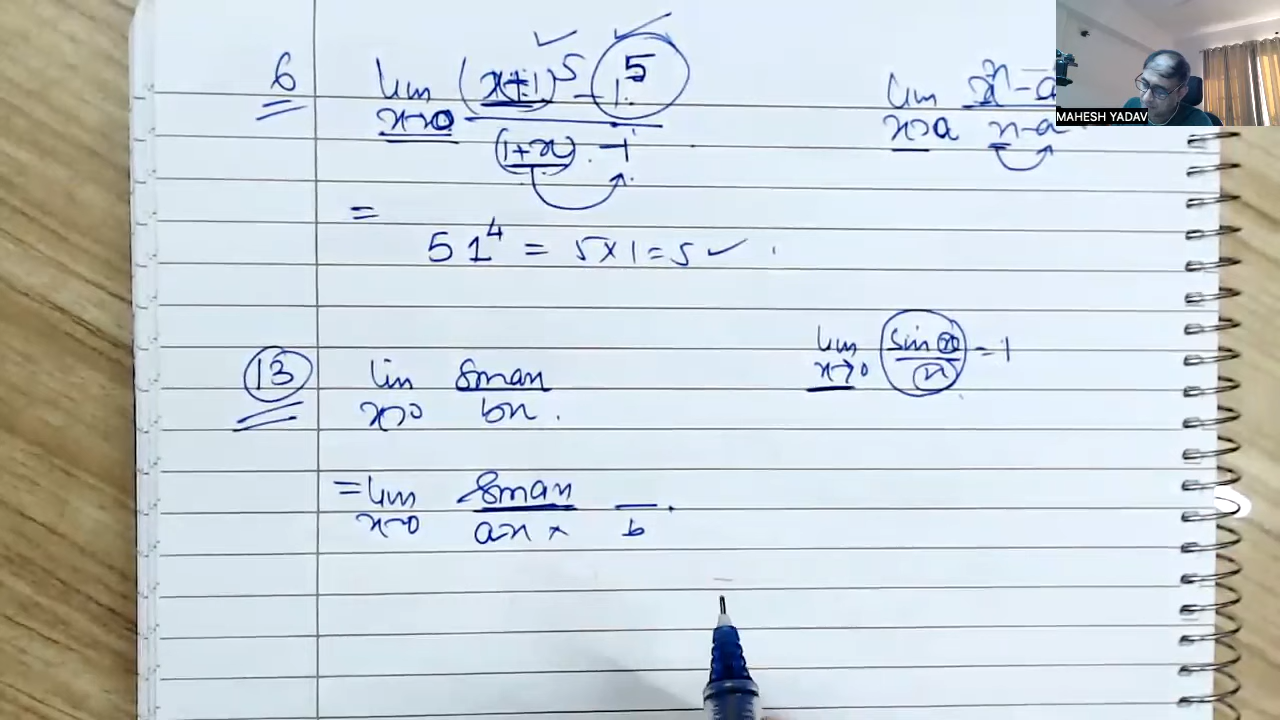 6 lim (x+1)^5 - 1^5
x→0 (1+x) - 1
lim x^n - a
x→a x - a
MAHESH YADAV
=
5 1^4 = 5 × 1 = 5 ✓
13 lim sin ax
x→0 bx.
lim sin x = 1
x→0 x
= lim sin ax
x→0 ax × b